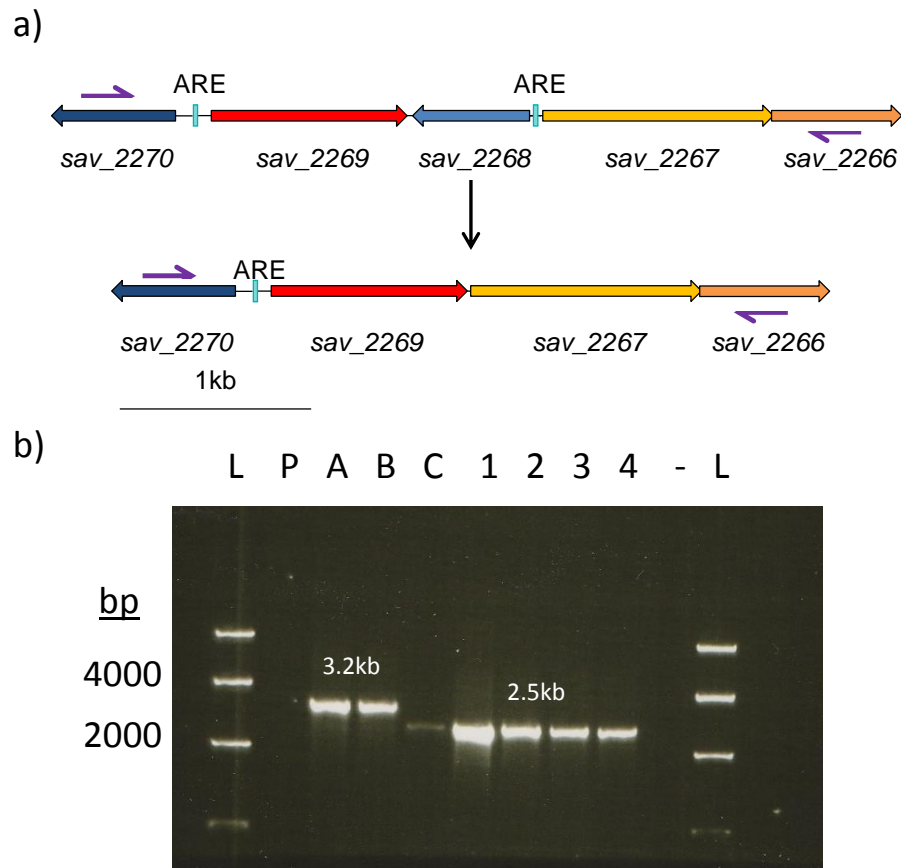 a)
ARE ARE
sav_2270 sav_2269 sav_2268 sav_2267 sav_2266
ARE
sav_2270 sav_2269 sav_2267 sav_2266
1kb
b)
L P A B C 1 2 3 4 - L
bp
3.2kb
4000
2.5kb
2000